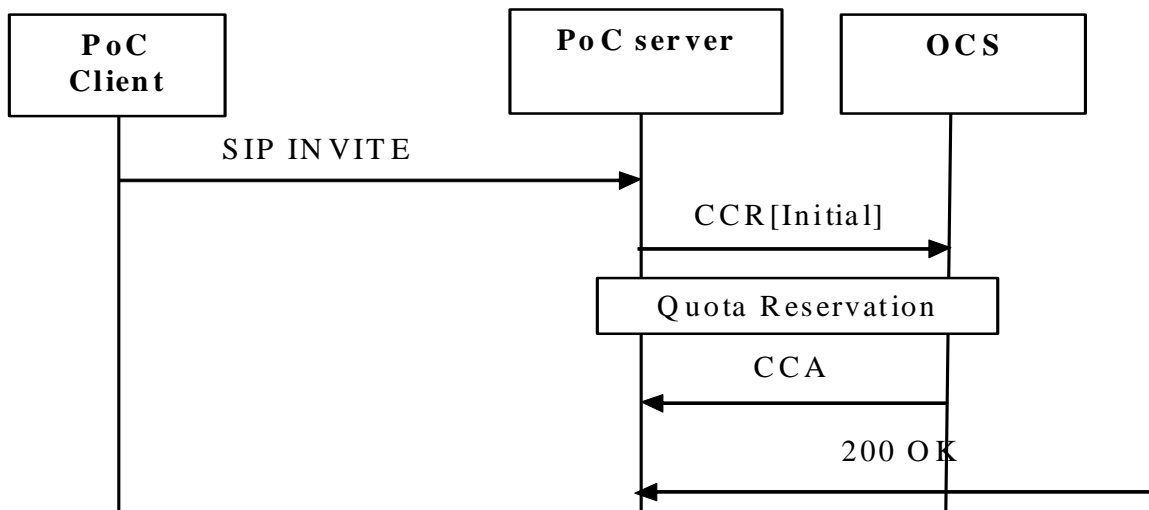 PoC
Client
PoC server
OCS
SIP INVITE
CCR[Initial]
Quota Reservation
CCA
200 OK